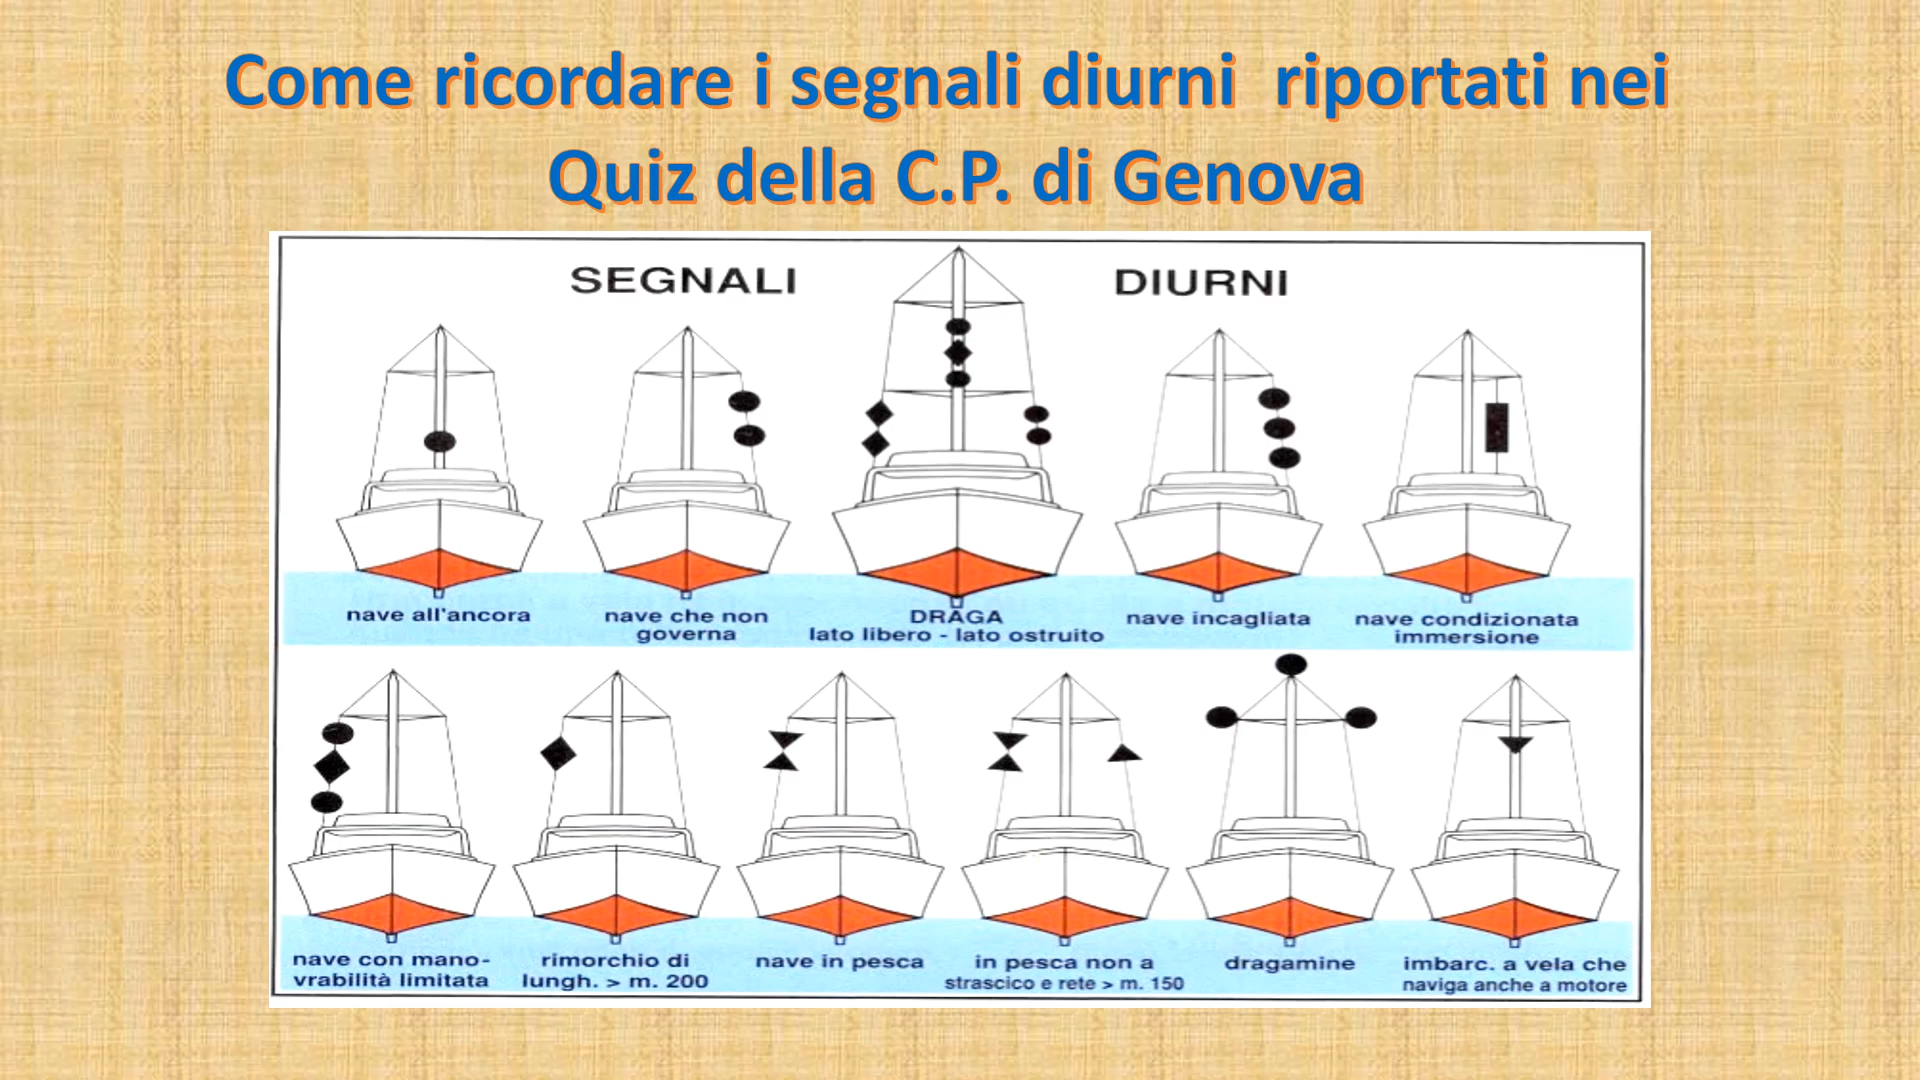 Come ricordare i segnali diurni riportati nei
Quiz della C.P. di Genova
SEGNALI DIURNI
nave all'ancora
nave che non
governa
DRAGA
lato libero - lato ostruito
nave incagliata
nave condizionata
immersione
nave con mano-
vrabilità limitata
rimorchio di
lungh. > m. 200
nave in pesca
in pesca non a
strascico e rete > m. 150
dragamine
imbarc. a vela che
naviga anche a motore